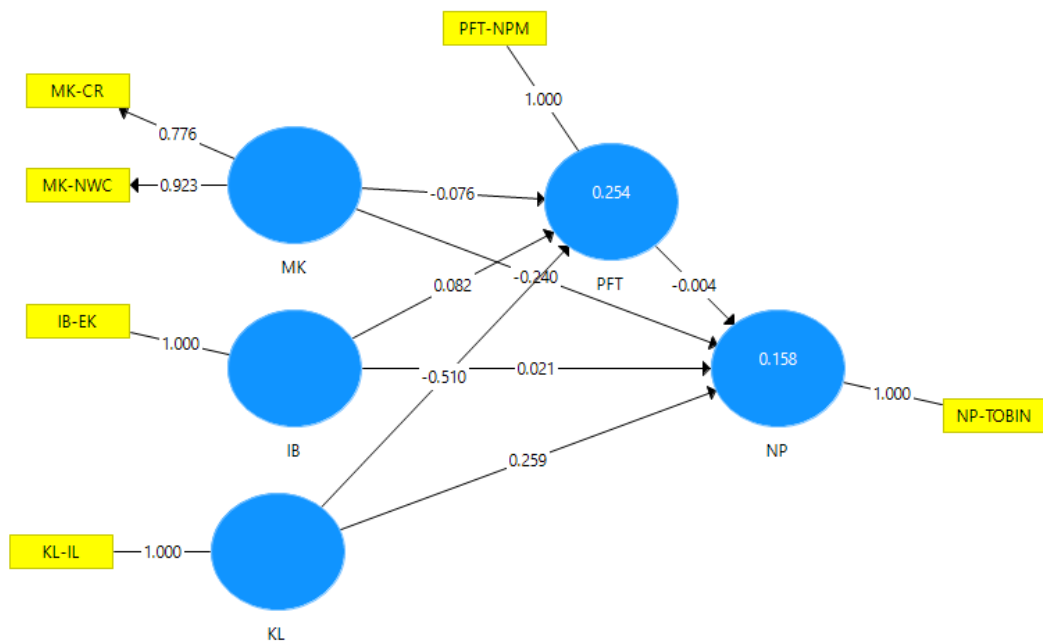 PFT-NPM
1.000
MK-CR
0.776
MK-NWC
0.923
MK
-0.076
0.254
PFT
-0.240
0.082
-0.004
IB-EK
1.000
IB
-0.510
0.021
0.158
NP
1.000
NP-TOBIN
0.259
KL-IL
1.000
KL